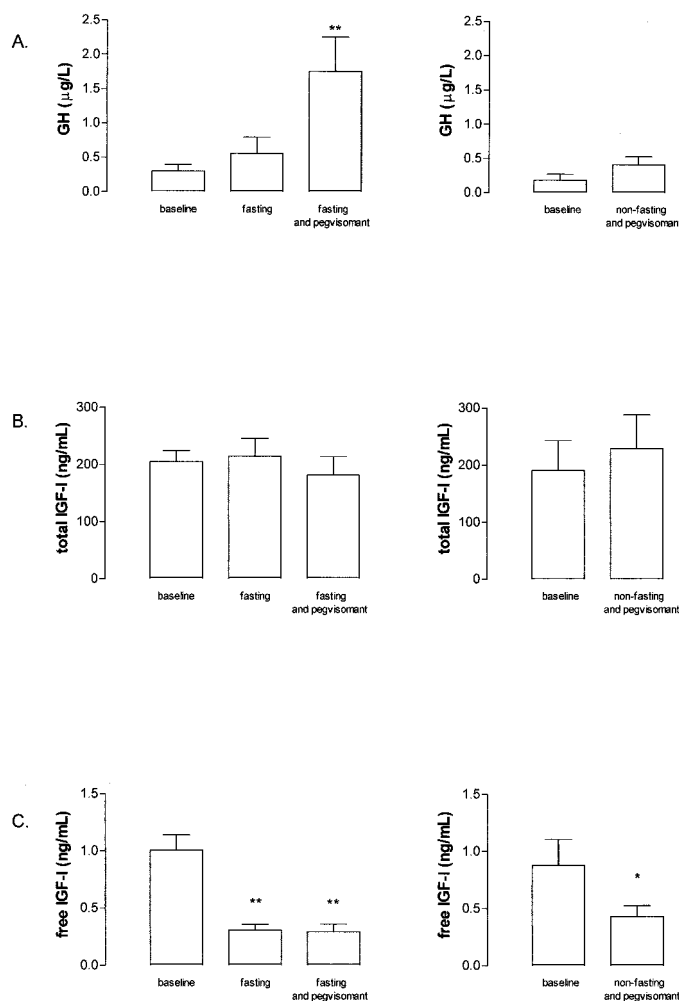 A.
GH (µg/L)
2.5
2.0
1.5
1.0
0.5
0.0
**
baseline
fasting
fasting
and pegvisomant
GH (µg/L)
2.5
2.0
1.5
1.0
0.5
0.0
baseline
non-fasting
and pegvisomant
B.
total IGF-I (ng/mL)
300
200
100
0
baseline
fasting
fasting
and pegvisomant
total IGF-I (ng/mL)
300
200
100
0
baseline
non-fasting
and pegvisomant
C.
free IGF-I (ng/mL)
1.5
1.0
0.5
0.0
**
**
baseline
fasting
fasting
and pegvisomant
free IGF-I (ng/mL)
1.5
1.0
0.5
0.0
*
baseline
non-fasting
and pegvisomant